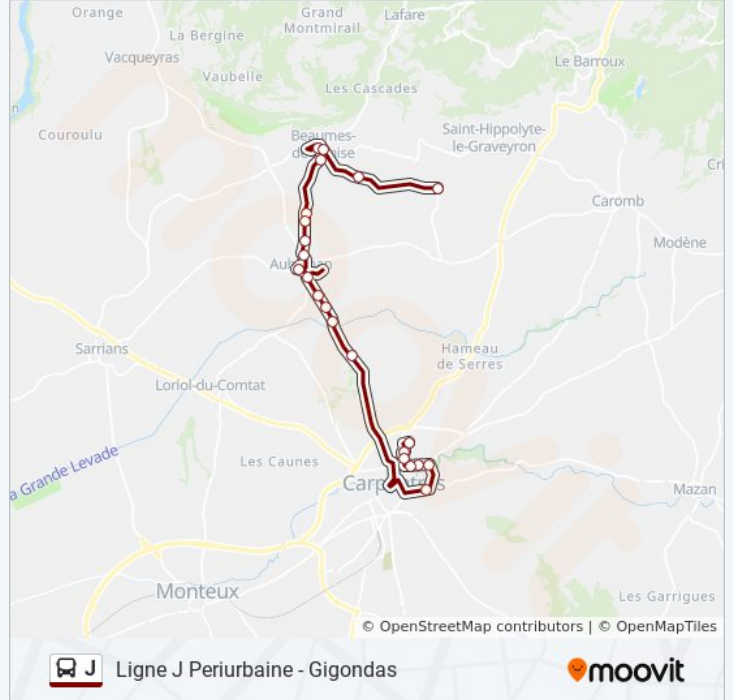 Orange
Grand
Montmirail
Lafare
La Bergine
Vacqueyras
Le Barroux
Vaubelle
Les Cascades
Couroulu
Beaumes-
Saint-Hippolyte-
le-Graveyron
Caromb
Modène
Sarrians
Hameau
de Serres
Loriol-du-Comtat
a Grande Levade
Les Caunes
Mazan
Monteux
Les Garrigues
© OpenStreetMap contributors | © OpenMapTiles
J Ligne J Periurbaine - Gigondas
moovit